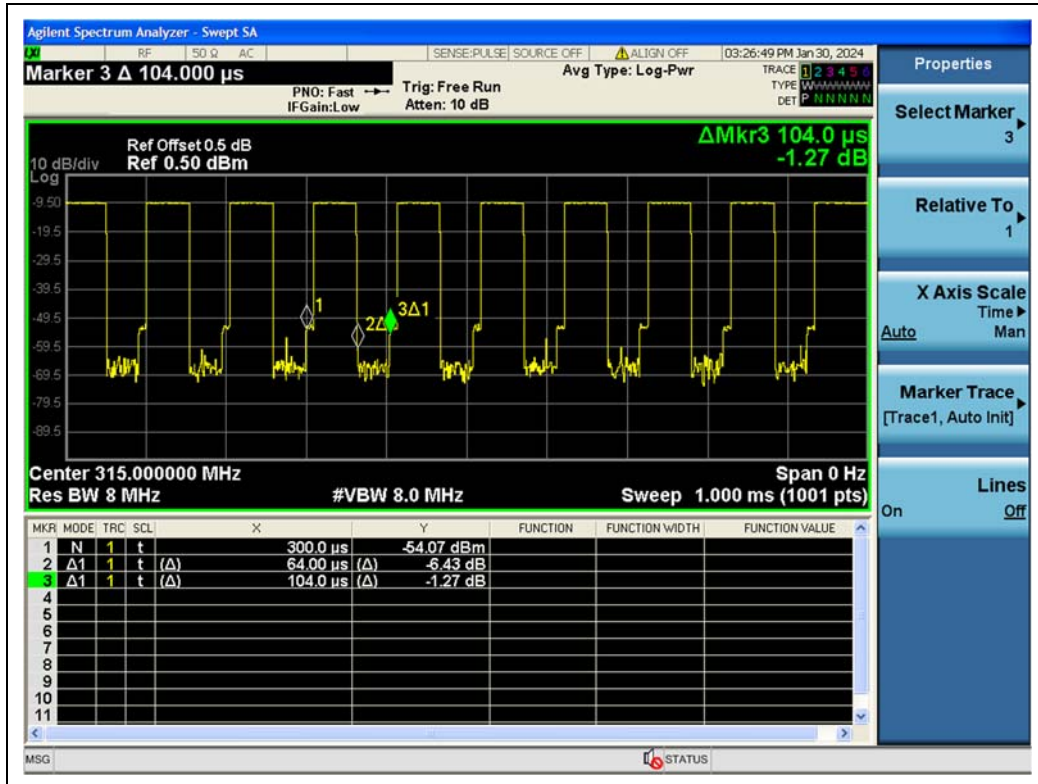 Agilent Spectrum Analyzer - Swept SA
LXI RF 50 Ω AC SENSE:PULSE SOURCE OFF ALIGN OFF 03:26:49 PM Jan 30, 2024
Marker 3 Δ 104.000 µs
PNO: Fast
IFGain:Low
Trig: Free Run
Atten: 10 dB
Avg Type: Log-Pwr
TRACE 1 2 3 4 5 6
TYPE W
DET P N N N N N
Ref Offset 0.5 dB
10 dB/div Ref 0.50 dBm
Log
ΔMkr3 104.0 µs
-1.27 dB
-9.50
-19.5
-29.5
-39.5
-49.5
-59.5
-69.5
-79.5
-89.5
1
2Δ
3Δ1
Center 315.000000 MHz Span 0 Hz
Res BW 8 MHz #VBW 8.0 MHz Sweep 1.000 ms (1001 pts)
MKR MODE TRC SCL X Y FUNCTION FUNCTION WIDTH FUNCTION VALUE
1 N 1 t 300.0 µs -54.07 dBm
2 Δ1 1 t (Δ) 64.00 µs (Δ) -6.43 dB
3 Δ1 1 t (Δ) 104.0 µs (Δ) -1.27 dB
4
5
6
7
8
9
10
11
MSG STATUS
Properties
Select Marker
3
Relative To
1
X Axis Scale
Time
Auto Man
Marker Trace
[Trace1, Auto Init]
Lines
On Off